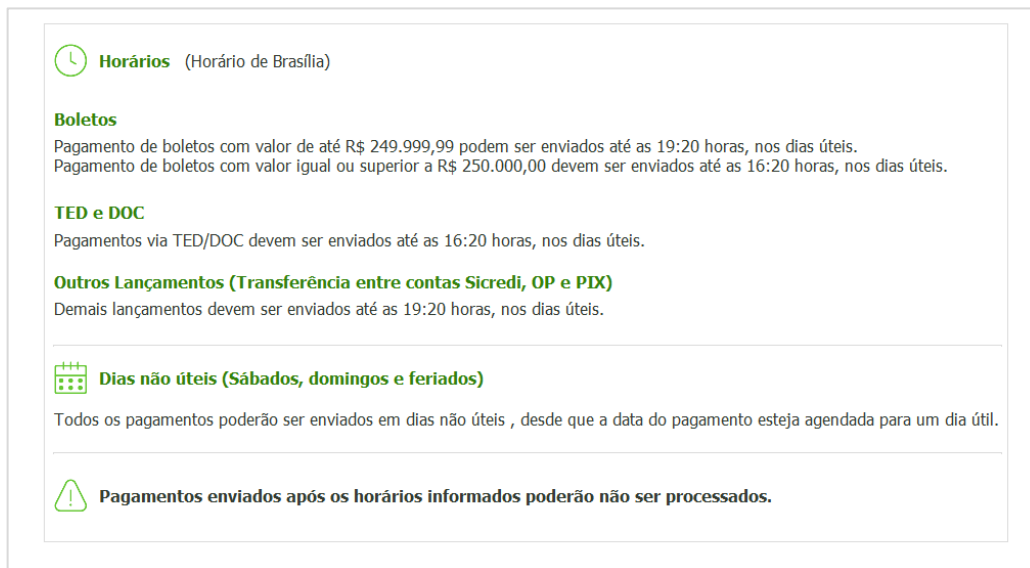 Horários (Horário de Brasília)
Boletos
Pagamento de boletos com valor de até R$ 249.999,99 podem ser enviados até as 19:20 horas, nos dias úteis.
Pagamento de boletos com valor igual ou superior a R$ 250.000,00 devem ser enviados até as 16:20 horas, nos dias úteis.
TED e DOC
Pagamentos via TED/DOC devem ser enviados até as 16:20 horas, nos dias úteis.
Outros Lançamentos (Transferência entre contas Sicredi, OP e PIX)
Demais lançamentos devem ser enviados até as 19:20 horas, nos dias úteis.
Dias não úteis (Sábados, domingos e feriados)
Todos os pagamentos poderão ser enviados em dias não úteis , desde que a data do pagamento esteja agendada para um dia útil.
Pagamentos enviados após os horários informados poderão não ser processados.